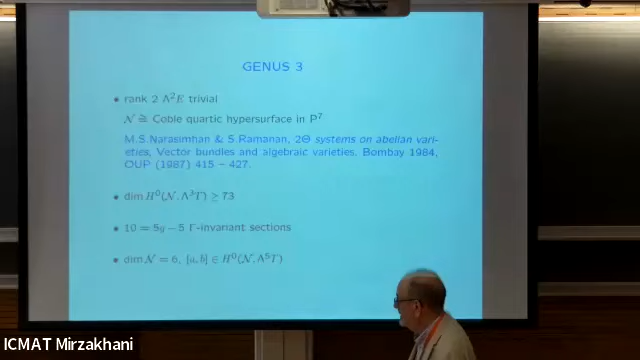 GENUS 3
• rank 2 Λ²E trivial
𝒩 ≅ Coble quartic hypersurface in P⁷
M.S.Narasimhan & S.Ramanan, 2Θ systems on abelian vari-
eties, Vector bundles and algebraic varieties, Bombay 1984,
OUP (1987) 415 – 427.
• dim H⁰(𝒩, Λ³T) ≥ 73
• 10 = 5g − 5 Γ-invariant sections
• dim 𝒩 = 6, [a, b] ∈ H⁰(𝒩, Λ⁵T)
ICMAT Mirzakhani